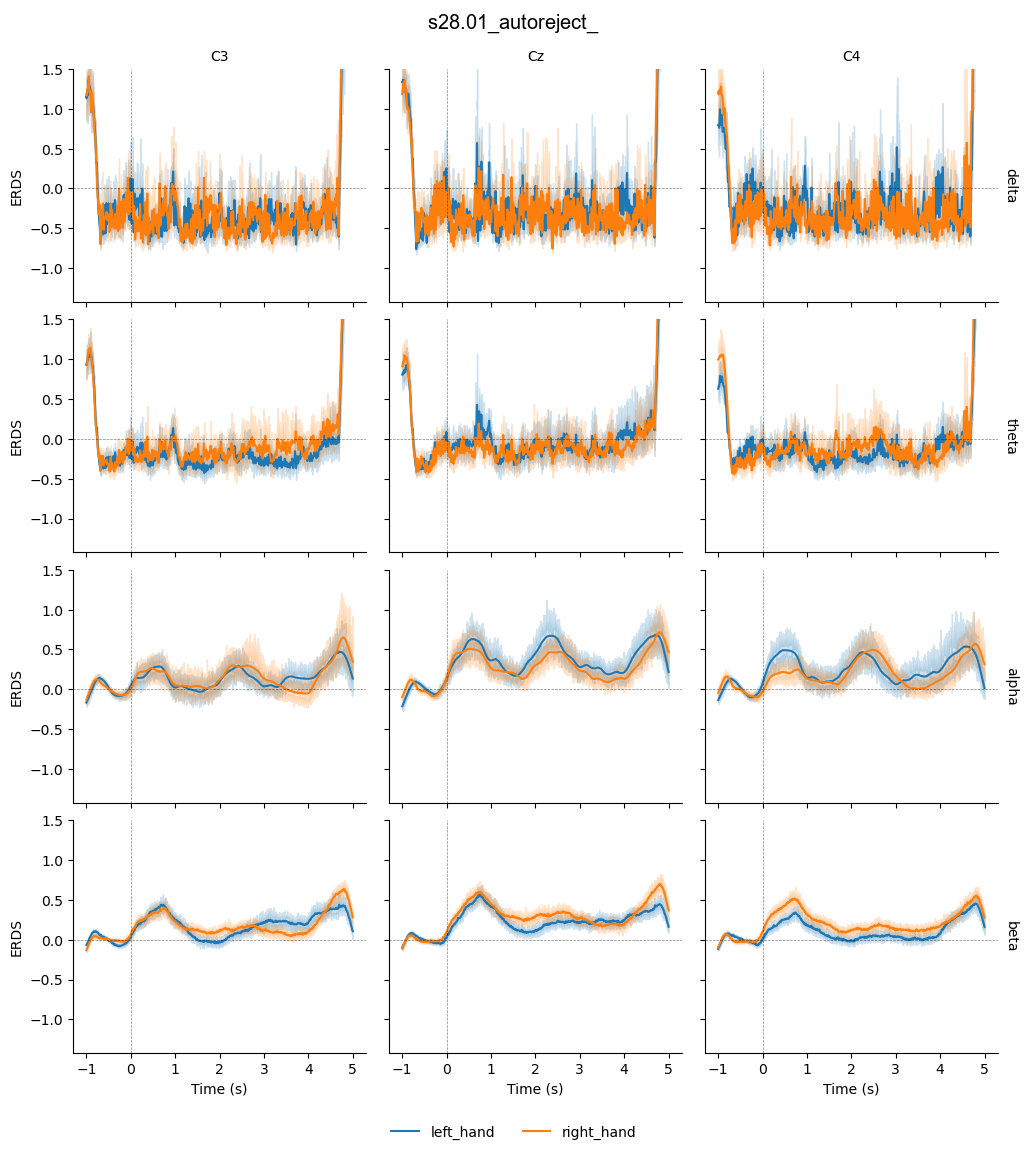 s28.01_autoreject_
C3 Cz C4
1.5
1.0
0.5
0.0
−0.5
−1.0
ERDS
delta
1.5
1.0
0.5
0.0
−0.5
−1.0
ERDS
theta
1.5
1.0
0.5
0.0
−0.5
−1.0
ERDS
alpha
1.5
1.0
0.5
0.0
−0.5
−1.0
ERDS
beta
−1 0 1 2 3 4 5 −1 0 1 2 3 4 5 −1 0 1 2 3 4 5
Time (s) Time (s) Time (s)
left_hand right_hand